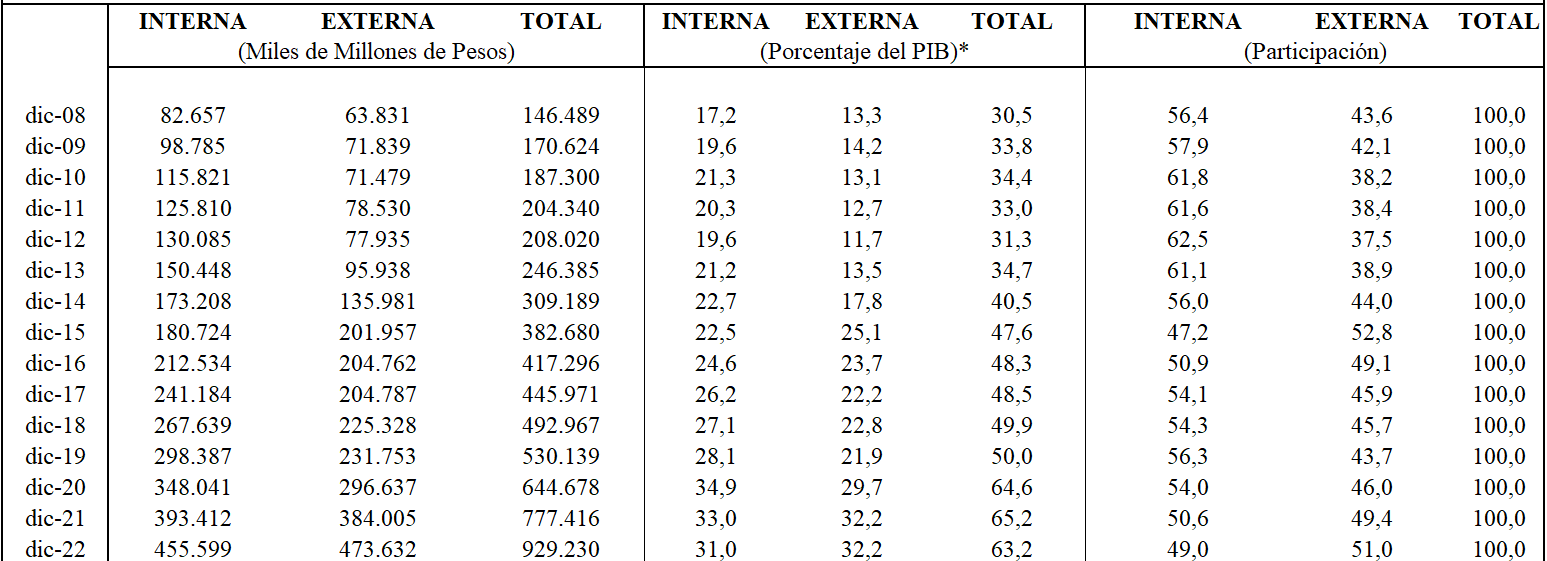 INTERNA EXTERNA TOTAL INTERNA EXTERNA TOTAL INTERNA EXTERNA TOTAL
(Miles de Millones de Pesos) (Porcentaje del PIB)* (Participación)
dic-08 82.657 63.831 146.489 17,2 13,3 30,5 56,4 43,6 100,0
dic-09 98.785 71.839 170.624 19,6 14,2 33,8 57,9 42,1 100,0
dic-10 115.821 71.479 187.300 21,3 13,1 34,4 61,8 38,2 100,0
dic-11 125.810 78.530 204.340 20,3 12,7 33,0 61,6 38,4 100,0
dic-12 130.085 77.935 208.020 19,6 11,7 31,3 62,5 37,5 100,0
dic-13 150.448 95.938 246.385 21,2 13,5 34,7 61,1 38,9 100,0
dic-14 173.208 135.981 309.189 22,7 17,8 40,5 56,0 44,0 100,0
dic-15 180.724 201.957 382.680 22,5 25,1 47,6 47,2 52,8 100,0
dic-16 212.534 204.762 417.296 24,6 23,7 48,3 50,9 49,1 100,0
dic-17 241.184 204.787 445.971 26,2 22,2 48,5 54,1 45,9 100,0
dic-18 267.639 225.328 492.967 27,1 22,8 49,9 54,3 45,7 100,0
dic-19 298.387 231.753 530.139 28,1 21,9 50,0 56,3 43,7 100,0
dic-20 348.041 296.637 644.678 34,9 29,7 64,6 54,0 46,0 100,0
dic-21 393.412 384.005 777.416 33,0 32,2 65,2 50,6 49,4 100,0
dic-22 455.599 473.632 929.230 31,0 32,2 63,2 49,0 51,0 100,0